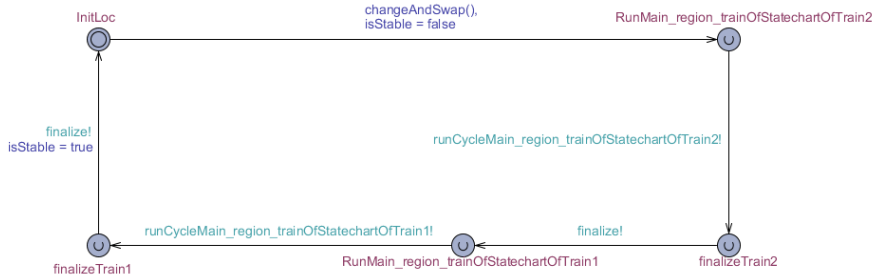 changeAndSwap(),
isStable = false
InitLoc
RunMain_region_trainOfStatechartOfTrain2
finalize!
isStable = true
runCycleMain_region_trainOfStatechartOfTrain2!
runCycleMain_region_trainOfStatechartOfTrain1!
finalize!
finalizeTrain1
RunMain_region_trainOfStatechartOfTrain1
finalizeTrain2